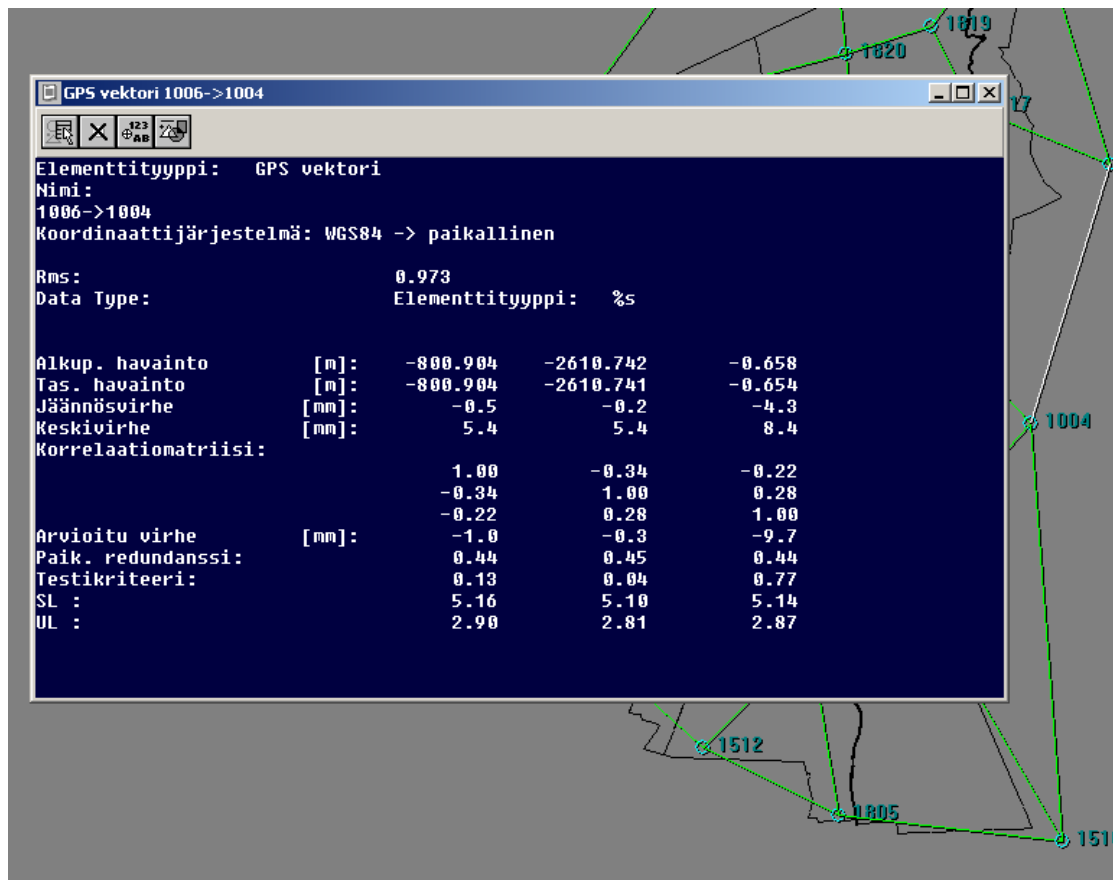 1819
1820
17
GPS vektori 1006->1004
123
AB
Elementtityyppi: GPS vektori
Nimi:
1006->1004
Koordinaattijärjestelmä: WGS84 -> paikallinen
Rms: 0.973
Data Type: Elementtityyppi: %s
Alkup. havainto [m]: -800.904 -2610.742 -0.658
Tas. havainto [m]: -800.904 -2610.741 -0.654
Jäännösvirhe [mm]: -0.5 -0.2 -4.3
Keskivirhe [mm]: 5.4 5.4 8.4
Korrelaatiomatriisi:
1.00 -0.34 -0.22
-0.34 1.00 0.28
-0.22 0.28 1.00
Arvioitu virhe [mm]: -1.0 -0.3 -9.7
Paik. redundanssi: 0.44 0.45 0.44
Testikriteeri: 0.13 0.04 0.77
SL : 5.16 5.10 5.14
UL : 2.90 2.81 2.87
1004
1512
1805